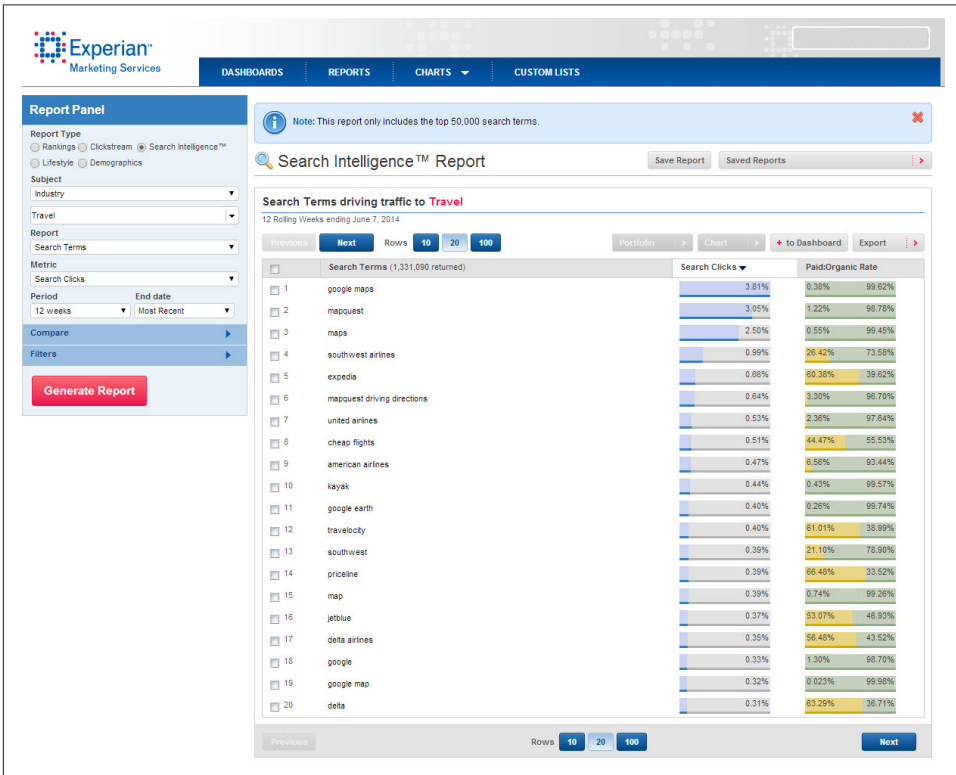 Experian™
Marketing Services
DASHBOARDS REPORTS CHARTS CUSTOM LISTS
Report Panel
Report Type
Rankings Clickstream Search Intelligence™
Lifestyle Demographics
Subject
Industry
Travel
Report
Search Terms
Metric
Search Clicks
Period End date
12 weeks Most Recent
Compare
Filters
Generate Report
Note: This report only includes the top 50,000 search terms.
Search Intelligence™ Report Save Report Saved Reports
Search Terms driving traffic to Travel
12 Rolling Weeks ending June 7, 2014
Previous Next Rows 10 20 100 Portfolio Chart + to Dashboard Export
Search Terms (1,331,090 returned) Search Clicks Paid:Organic Rate
1 google maps 3.81% 0.38% 99.62%
2 mapquest 3.05% 1.22% 98.78%
3 maps 2.50% 0.55% 99.45%
4 southwest airlines 0.99% 26.42% 73.58%
5 expedia 0.66% 60.38% 39.62%
6 mapquest driving directions 0.64% 3.30% 96.70%
7 united airlines 0.53% 2.36% 97.64%
8 cheap flights 0.51% 44.47% 55.53%
9 american airlines 0.47% 6.56% 93.44%
10 kayak 0.44% 0.43% 99.57%
11 google earth 0.40% 0.26% 99.74%
12 travelocity 0.40% 61.01% 38.99%
13 southwest 0.39% 21.10% 78.90%
14 priceline 0.39% 66.48% 33.52%
15 map 0.39% 0.74% 99.26%
16 jetblue 0.37% 53.07% 46.93%
17 delta airlines 0.35% 56.48% 43.52%
18 google 0.33% 1.30% 98.70%
19 google map 0.32% 0.023% 99.98%
20 delta 0.31% 63.29% 36.71%
Previous Rows 10 20 100 Next